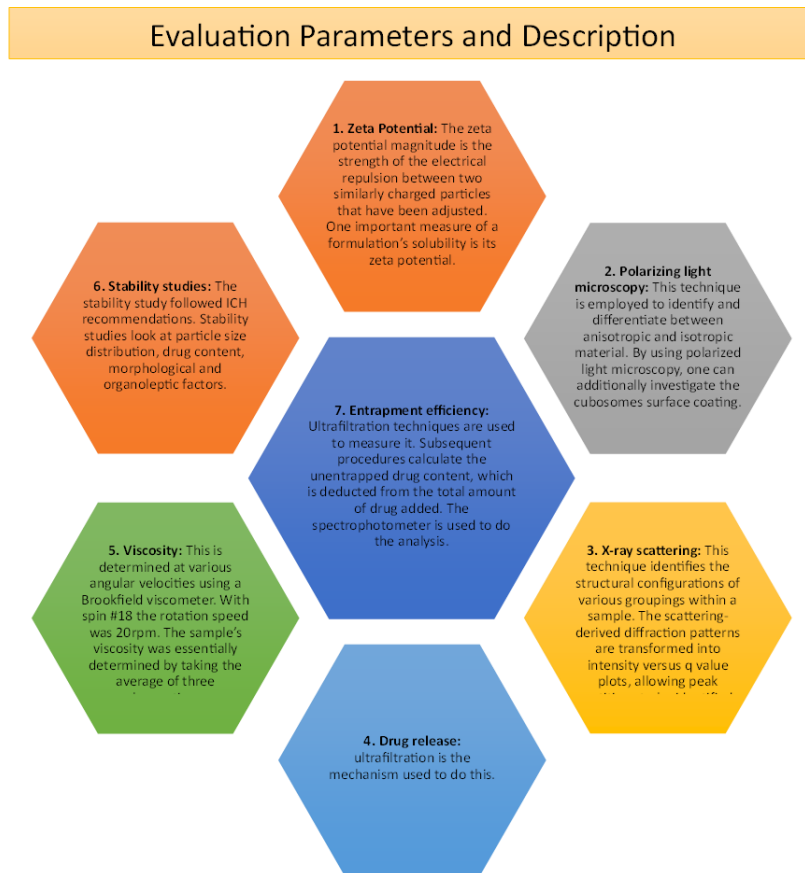 Evaluation Parameters and Description
1. Zeta Potential: The zeta
potential magnitude is the
strength of the electrical
repulsion between two
similarly charged particles
that have been adjusted.
One important measure of a
formulation's solubility is its
zeta potential.
2. Polarizing light
microscopy: This technique
is employed to identify and
differentiate between
anisotropic and isotropic
material. By using polarized
light microscopy, one can
additionally investigate the
cubosomes surface coating.
3. X-ray scattering: This
technique identifies the
structural configurations of
various groupings within a
sample. The scattering-
derived diffraction patterns
are transformed into
intensity versus q value
plots, allowing peak
4. Drug release:
ultrafiltration is the
mechanism used to do this.
5. Viscosity: This is
determined at various
angular velocities using a
Brookfield viscometer. With
spin #18 the rotation speed
was 20rpm. The sample's
viscosity was essentially
determined by taking the
average of three
6. Stability studies: The
stability study followed ICH
recommendations. Stability
studies look at particle size
distribution, drug content,
morphological and
organoleptic factors.
7. Entrapment efficiency:
Ultrafiltration techniques are
used to measure it. Subsequent
procedures calculate the
unentrapped drug content, which
is deducted from the total amount
of drug added. The
spectrophotometer is used to do
the analysis.